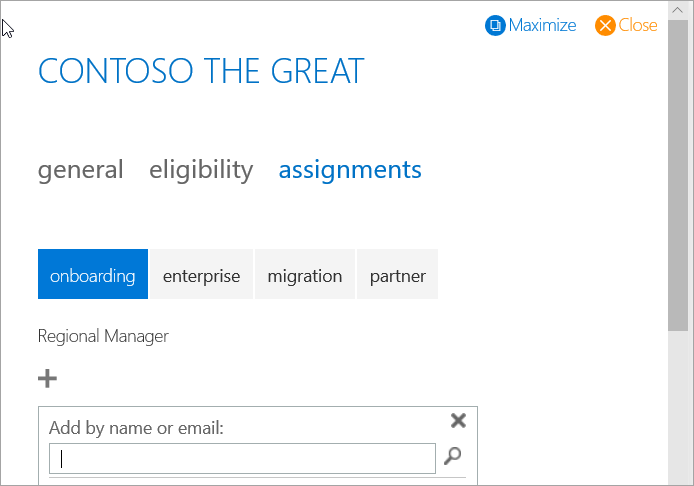 Maximize Close
CONTOSO THE GREAT
general eligibility assignments
onboarding enterprise migration partner
Regional Manager
Add by name or email: